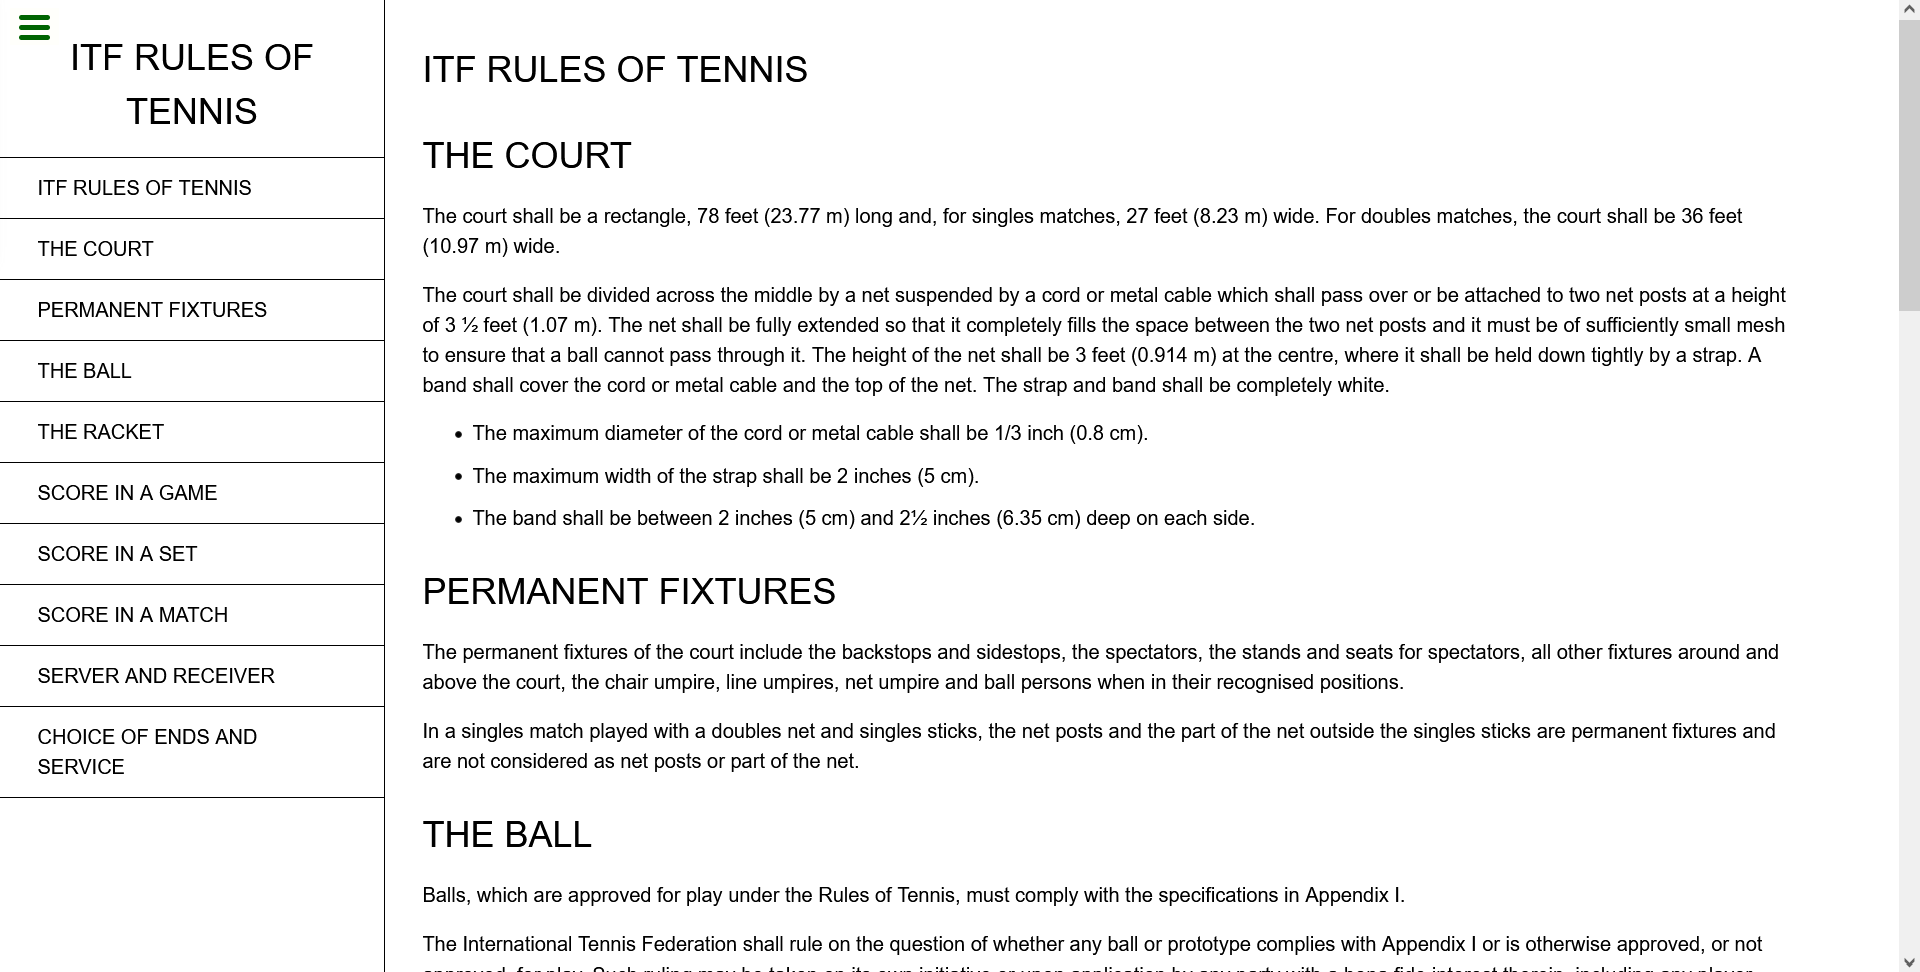 ITF RULES OF
TENNIS
ITF RULES OF TENNIS
THE COURT
PERMANENT FIXTURES
THE BALL
THE RACKET
SCORE IN A GAME
SCORE IN A SET
SCORE IN A MATCH
SERVER AND RECEIVER
CHOICE OF ENDS AND
SERVICE
ITF RULES OF TENNIS
THE COURT
The court shall be a rectangle, 78 feet (23.77 m) long and, for singles matches, 27 feet (8.23 m) wide. For doubles matches, the court shall be 36 feet
(10.97 m) wide.
The court shall be divided across the middle by a net suspended by a cord or metal cable which shall pass over or be attached to two net posts at a height
of 3 ½ feet (1.07 m). The net shall be fully extended so that it completely fills the space between the two net posts and it must be of sufficiently small mesh
to ensure that a ball cannot pass through it. The height of the net shall be 3 feet (0.914 m) at the centre, where it shall be held down tightly by a strap. A
band shall cover the cord or metal cable and the top of the net. The strap and band shall be completely white.
• The maximum diameter of the cord or metal cable shall be 1/3 inch (0.8 cm).
• The maximum width of the strap shall be 2 inches (5 cm).
• The band shall be between 2 inches (5 cm) and 2½ inches (6.35 cm) deep on each side.
PERMANENT FIXTURES
The permanent fixtures of the court include the backstops and sidestops, the spectators, the stands and seats for spectators, all other fixtures around and
above the court, the chair umpire, line umpires, net umpire and ball persons when in their recognised positions.
In a singles match played with a doubles net and singles sticks, the net posts and the part of the net outside the singles sticks are permanent fixtures and
are not considered as net posts or part of the net.
THE BALL
Balls, which are approved for play under the Rules of Tennis, must comply with the specifications in Appendix I.
The International Tennis Federation shall rule on the question of whether any ball or prototype complies with Appendix I or is otherwise approved, or not